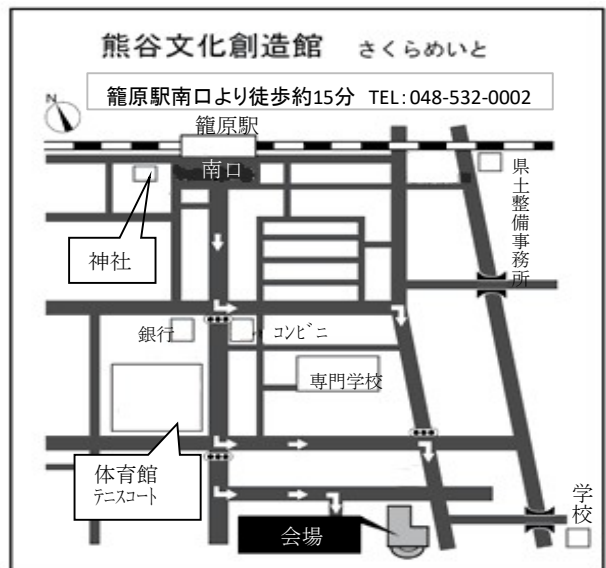 熊谷文化創造館 さくらめいと
籠原駅南口より徒歩約15分 TEL:048-532-0002
N
籠原駅
南口
県土整備事務所
神社
銀行
コンビニ
専門学校
体育館
テニスコート
会場
学校